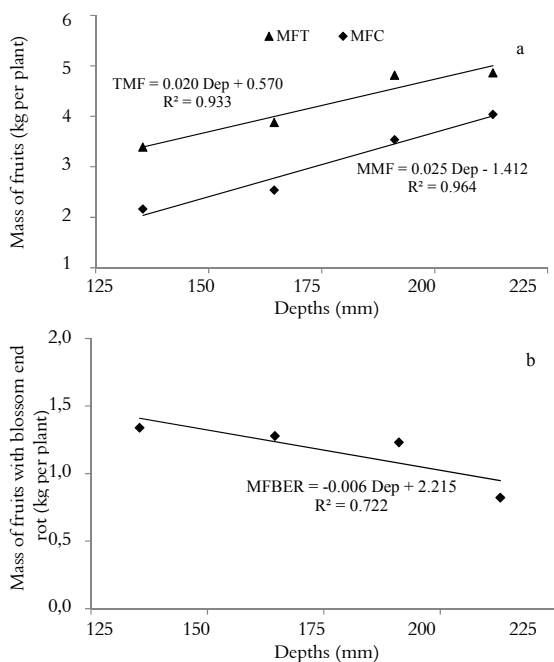 MFT MFC
a
6
5
4
3
2
1
Mass of fruits (kg per plant)
TMF = 0.020 Dep + 0.570
R² = 0.933
MMF = 0.025 Dep - 1.412
R² = 0.964
125 150 175 200 225
Depths (mm)
b
2,0
1,5
1,0
0,5
0,0
Mass of fruits with blossom end
rot (kg per plant)
MFBER = -0.006 Dep + 2.215
R² = 0.722
125 150 175 200 225
Depths (mm)